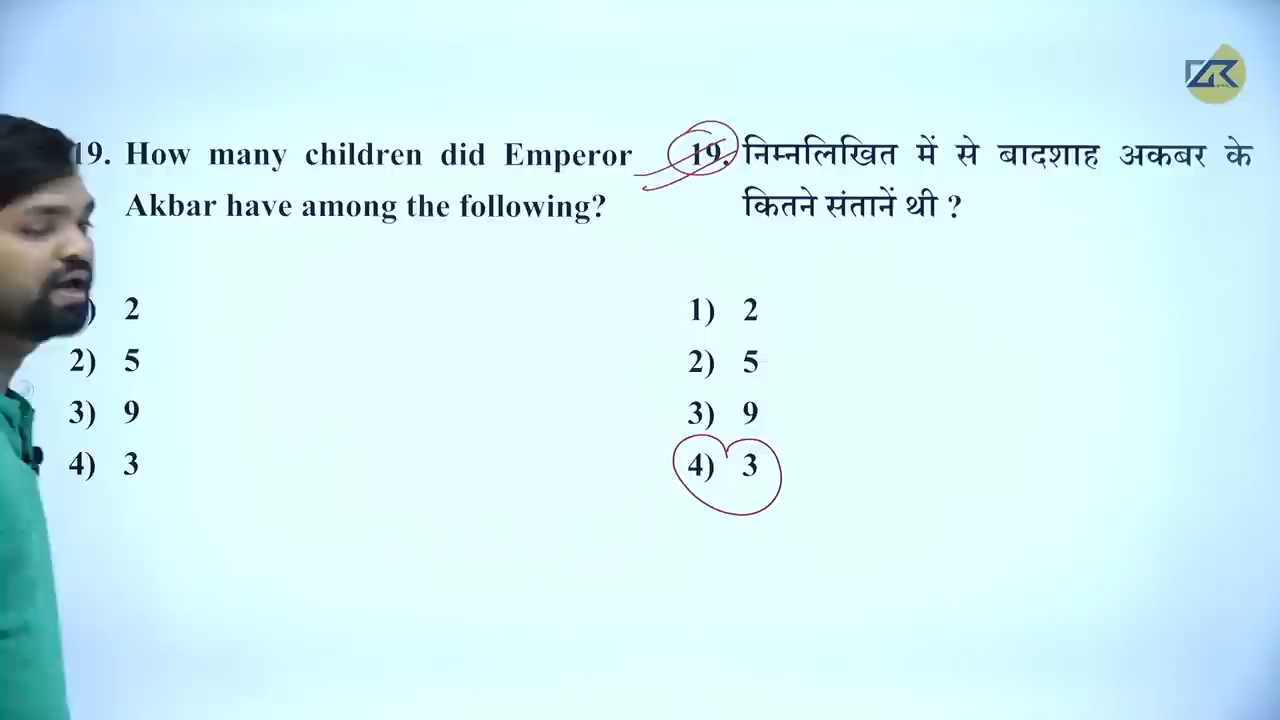 19. How many children did Emperor
Akbar have among the following?
) 2
2) 5
3) 9
4) 3
19. निम्नलिखित में से बादशाह अकबर के
कितने संतानें थी ?
1) 2
2) 5
3) 9
4) 3